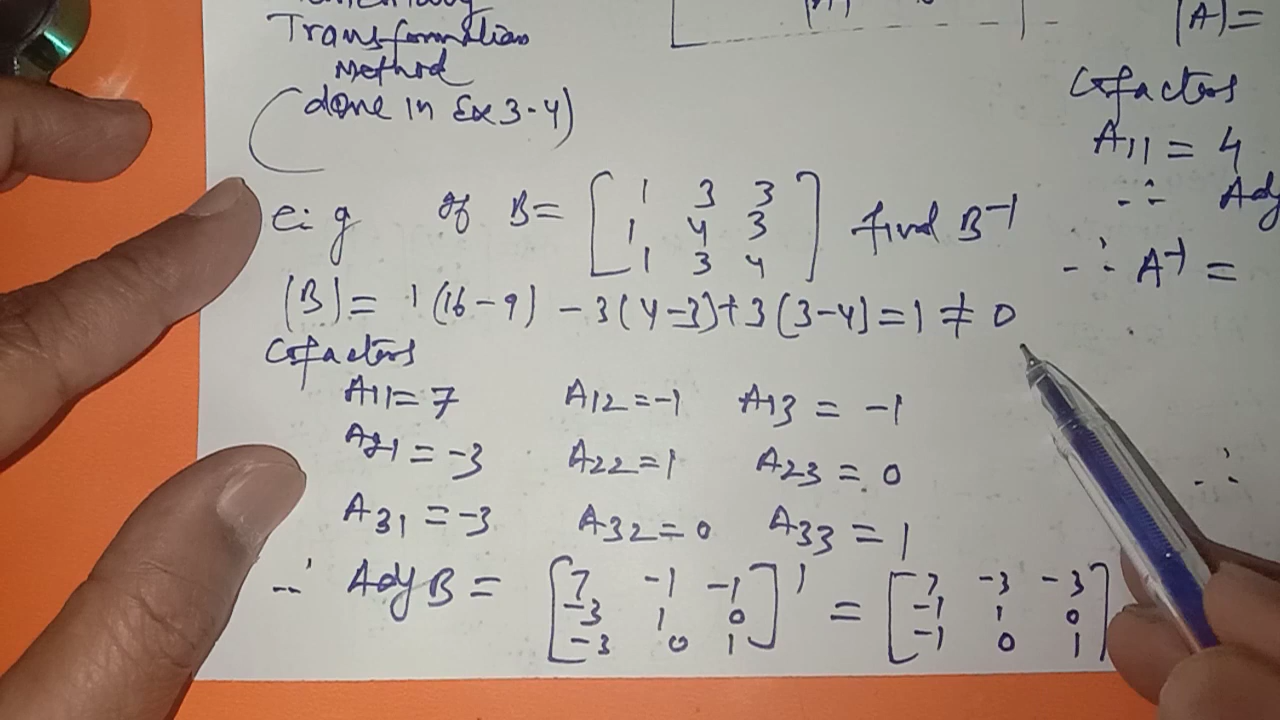 Transformation
Method
(done in Ex 3-4)
e.g If B = [1 3 3
1 4 3
1 3 4] find B⁻¹
|B| = 1(16-9) - 3(4-3) + 3(3-4) = 1 ≠ 0
Cofactors
A11 = 7 A12 = -1 A13 = -1
A21 = -3 A22 = 1 A23 = 0
A31 = -3 A32 = 0 A33 = 1
∴ Adj B = [7 -1 -1
-3 1 0
-3 0 1]' = [7 -3 -3
-1 1 0
-1 0 1]
|A| =
Cofactors
A11 = 4
∴ Adj
∴ A⁻¹ =
∴